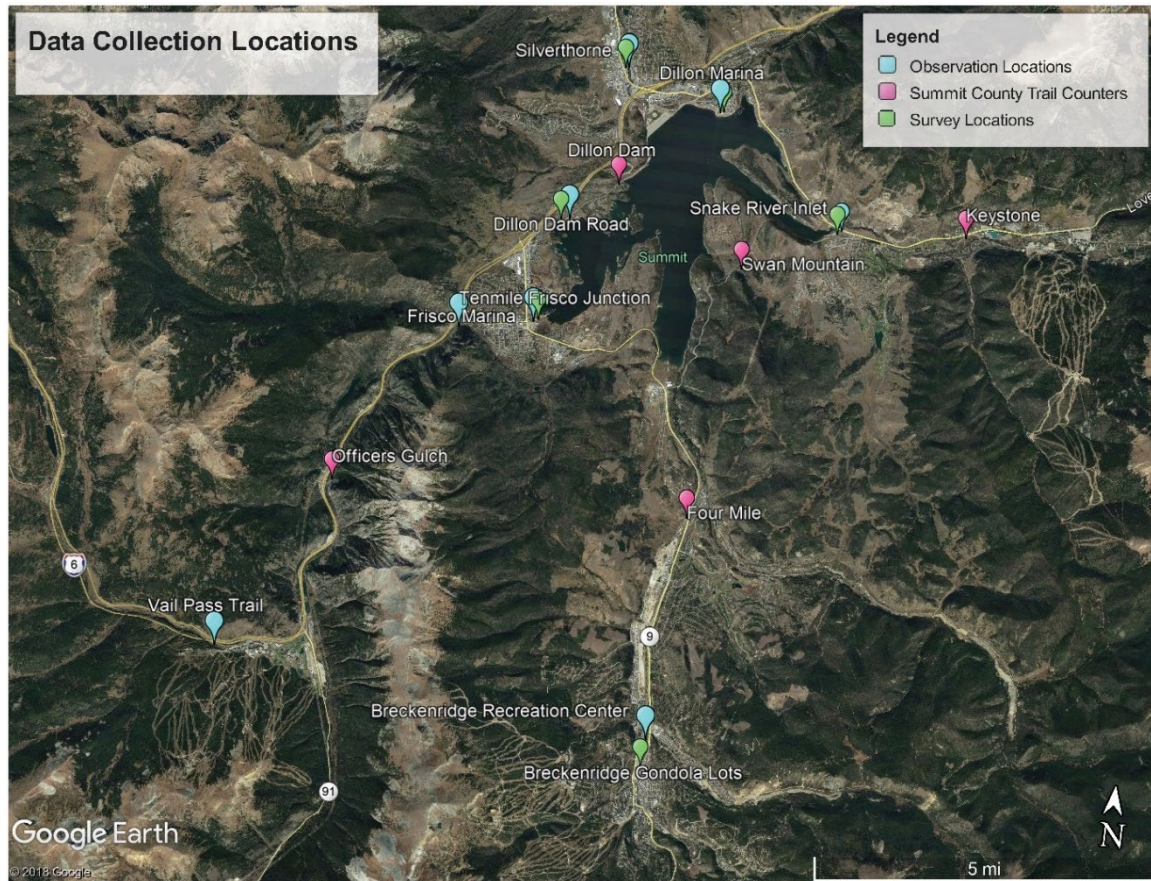 Data Collection Locations
Legend
Observation Locations
Summit County Trail Counters
Survey Locations
Silverthorne
Dillon Marina
Dillon Dam
Dillon Dam Road
Snake River Inlet
Keystone
Love
Summit
Swan Mountain
Tenmile Frisco Junction
Frisco Marina
Officers Gulch
Four Mile
6
Vail Pass Trail
9
Breckenridge Recreation Center
Breckenridge Gondola Lots
91
Google Earth
N
© 2018 Google
5 mi